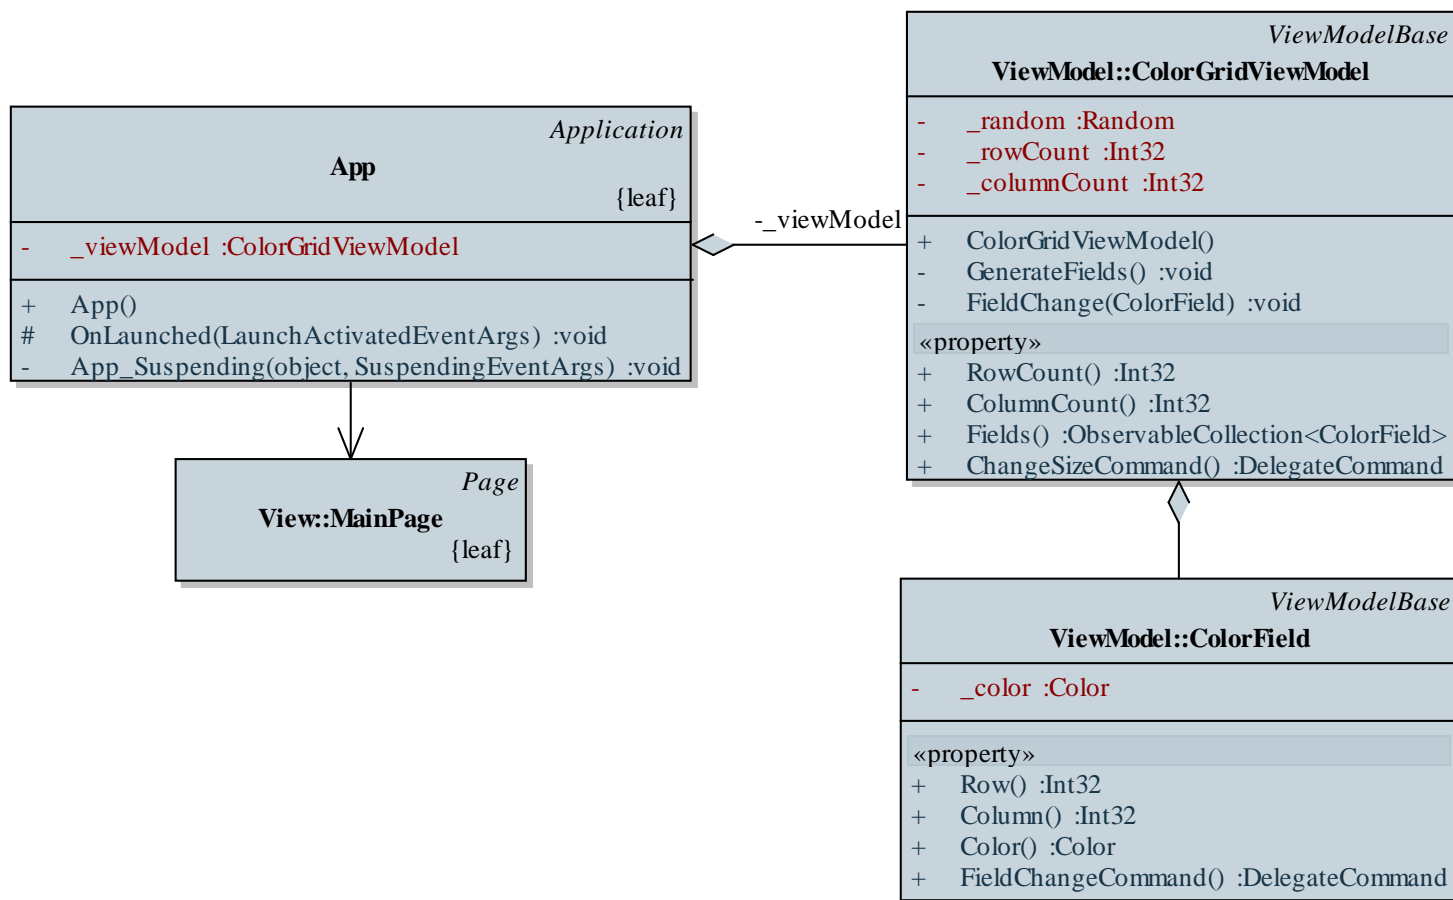 Application
App
{leaf}
- _viewModel :ColorGridViewModel
+ App()
# OnLaunched(LaunchActivatedEventArgs) :void
- App_Suspending(object, SuspendingEventArgs) :void
-_viewModel
ViewModelBase
ViewModel::ColorGridViewModel
- _random :Random
- _rowCount :Int32
- _columnCount :Int32
+ ColorGridViewModel()
- GenerateFields() :void
- FieldChange(ColorField) :void
«property»
+ RowCount() :Int32
+ ColumnCount() :Int32
+ Fields() :ObservableCollection<ColorField>
+ ChangeSizeCommand() :DelegateCommand
Page
View::MainPage
{leaf}
ViewModelBase
ViewModel::ColorField
- _color :Color
«property»
+ Row() :Int32
+ Column() :Int32
+ Color() :Color
+ FieldChangeCommand() :DelegateCommand